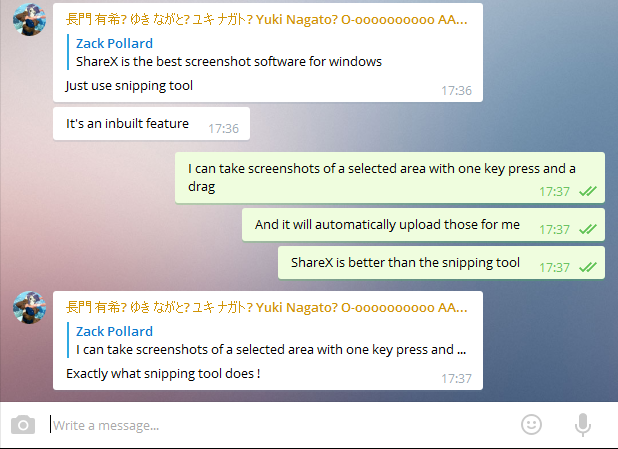 長門有希? ゆきながと? ユキナガト? Yuki Nagato? O-oooooooooo AA...
Zack Pollard
ShareX is the best screenshot software for windows
Just use snipping tool
17:36
It's an inbuilt feature
17:36
I can take screenshots of a selected area with one key press and a
drag
17:37
And it will automatically upload those for me
17:37
ShareX is better than the snipping tool
17:37
長門有希? ゆきながと? ユキナガト? Yuki Nagato? O-oooooooooo AA...
Zack Pollard
I can take screenshots of a selected area with one key press and ...
Exactly what snipping tool does !
17:37
Write a message...